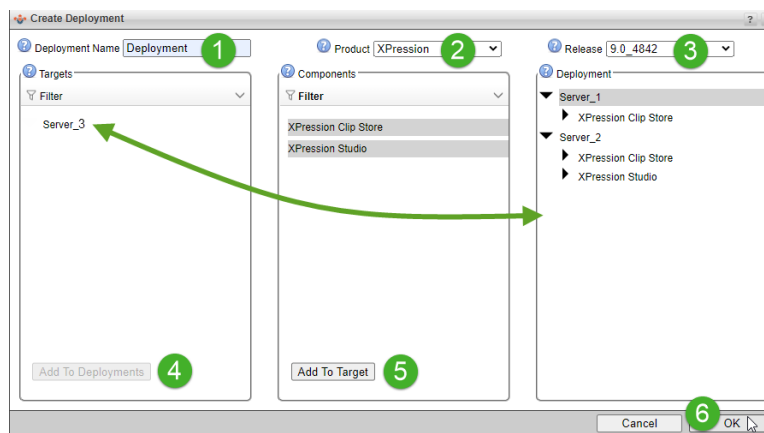 Create Deployment ?
? Deployment Name Deployment 1 ? Product XPression 2 ? Release 9.0_4842 3
? Targets
Filter
Server_3
Add To Deployments 4
? Components
Filter
XPression Clip Store
XPression Studio
Add To Target 5
? Deployment
Server_1
XPression Clip Store
Server_2
XPression Clip Store
XPression Studio
Cancel 6 OK